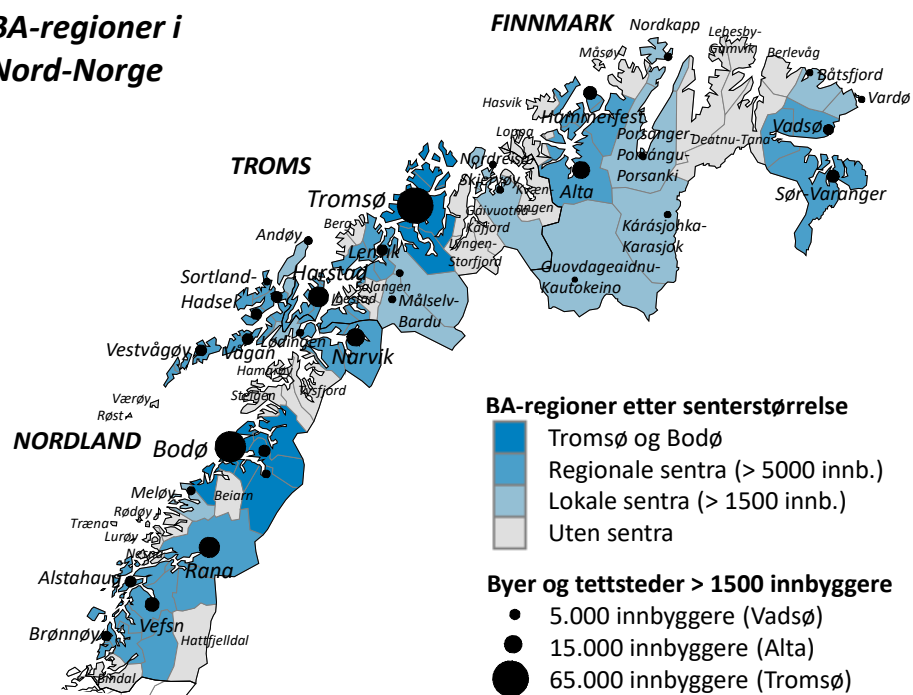 BA-regioner i
Nord-Norge
FINNMARK
Nordkapp
Lebesby-
Gamvik
Måsøy
Berlevåg
Båtsfjord
Vardø
Hasvik
Hammerfest
Loppa
Porsanger
Porsángu-
Porsanki
Deatnu-Tana
Vadsø
Alta
Sør-Varanger
Nordreisa
Skjervøy
Kvæn-
angen
Gáivuotna-
Kåfjord
Lyngen-
Storfjord
Kárásjohka-
Karasjok
Guovdageaidnu-
Kautokeino
TROMS
Tromsø
Berg
Andøy
Lenvik
Sortland-
Hadsel
Harstad
Salangen
Ibestad
Målselv-
Bardu
Vestvågøy
Vågan
Lødingen
Narvik
Hamarøy
Tysfjord
Steigen
Værøy
Røst
NORDLAND
Bodø
Meløy
Beiarn
Rødøy
Træna
Lurøy
Nesna
Rana
Alstahaug
Vefsn
Brønnøy
Hattfjelldal
Bindal
BA-regioner etter senterstørrelse
Tromsø og Bodø
Regionale sentra (> 5000 innb.)
Lokale sentra (> 1500 innb.)
Uten sentra
Byer og tettsteder > 1500 innbyggere
5.000 innbyggere (Vadsø)
15.000 innbyggere (Alta)
65.000 innbyggere (Tromsø)